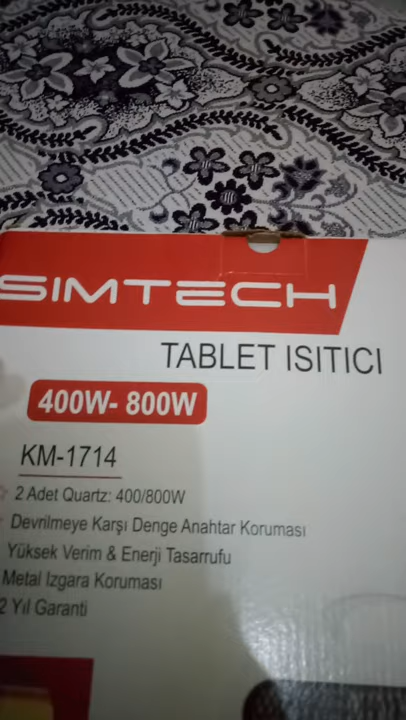 SIMTECH
TABLET ISITICI
400W- 800W
KM-1714
2 Adet Quartz: 400/800W
Devrilmeye Karşı Denge Anahtar Koruması
Yüksek Verim & Enerji Tasarrufu
Metal Izgara Koruması
2 Yıl Garanti